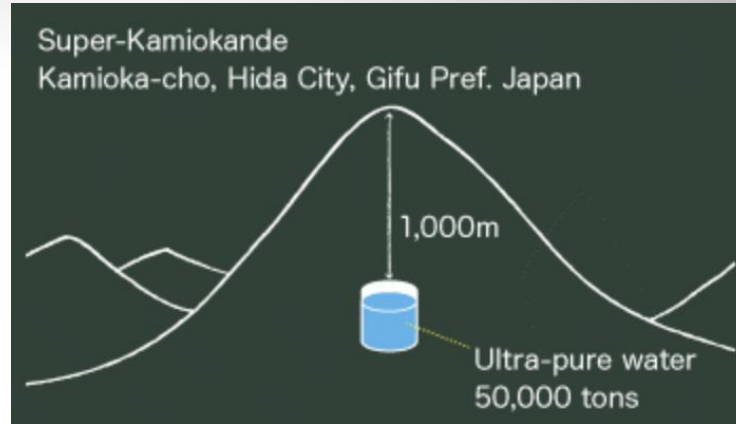 Super-Kamiokande
Kamioka-cho, Hida City, Gifu Pref. Japan
1,000m
Ultra-pure water
50,000 tons